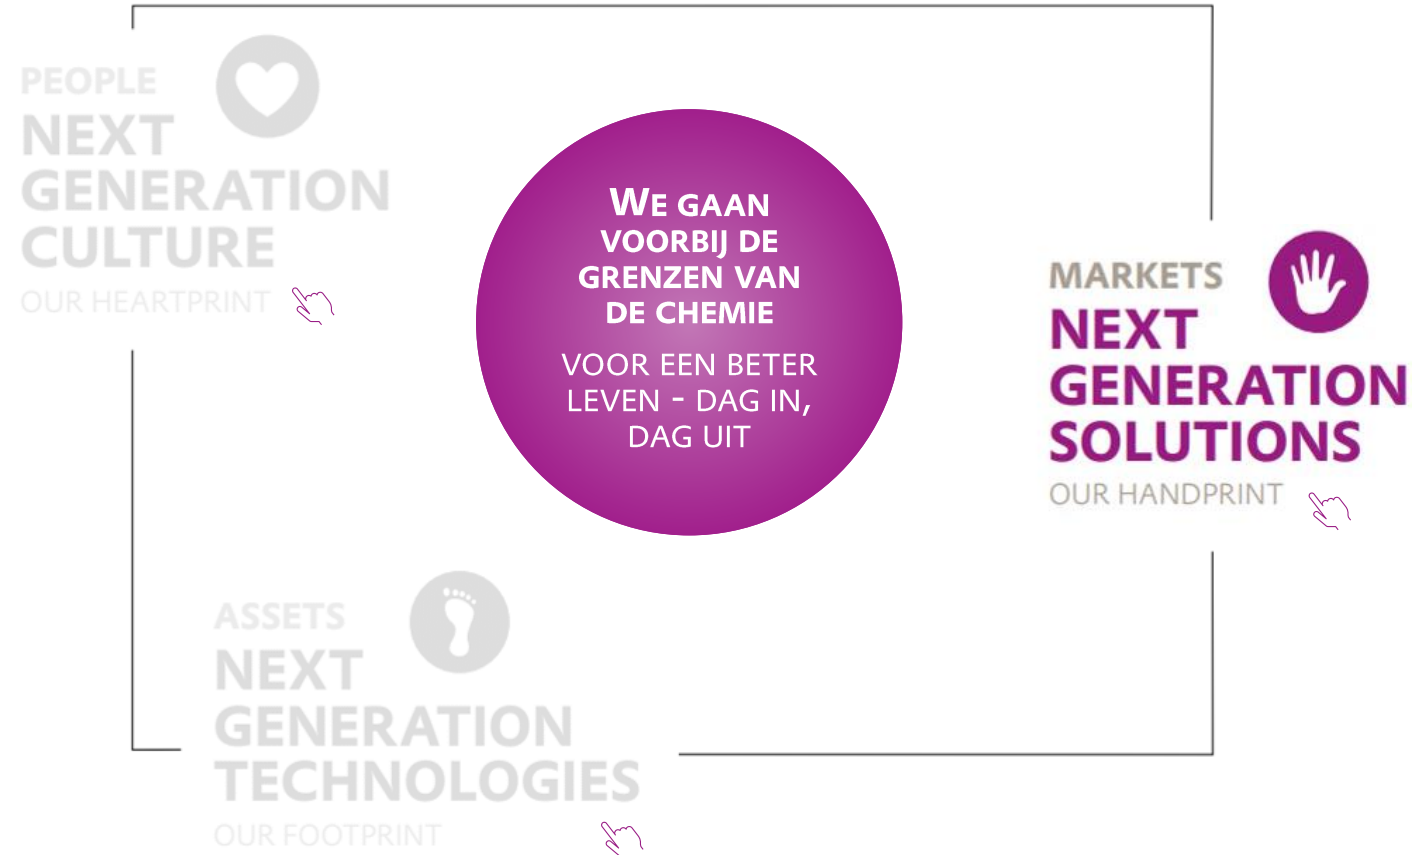 PEOPLE
NEXT
GENERATION
CULTURE
OUR HEARTPRINT
WE GAAN
VOORBIJ DE
GRENZEN VAN
DE CHEMIE
VOOR EEN BETER
LEVEN - DAG IN,
DAG UIT
MARKETS
NEXT
GENERATION
SOLUTIONS
OUR HANDPRINT
ASSETS
NEXT
GENERATION
TECHNOLOGIES
OUR FOOTPRINT